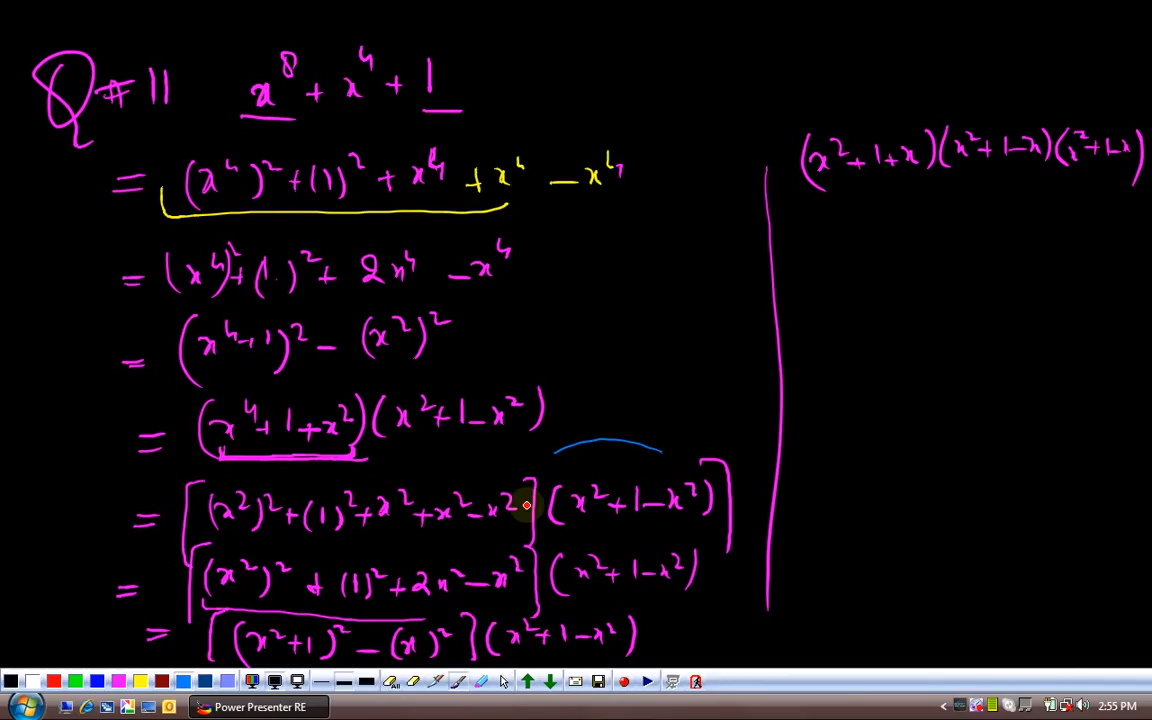 Q # 11 x⁸ + x⁴ + 1
= (x⁴)² + (1)² + x⁴ + x⁴ − x⁴
= (x⁴)² + (1)² + 2x⁴ − x⁴
= (x⁴+1)² − (x²)²
= (x⁴+1+x²)(x²+1−x²)
= [(x²)²+(1)²+x²+x²−x²](x²+1−x²)]
= [(x²)² + (1)² + 2x² − x²](x²+1−x²)
= [(x²+1)² − (x)²](x²+1−x²)
(x²+1+x)(x²+1−x)(x²+1−x)
Power Presenter RE
2:55 PM